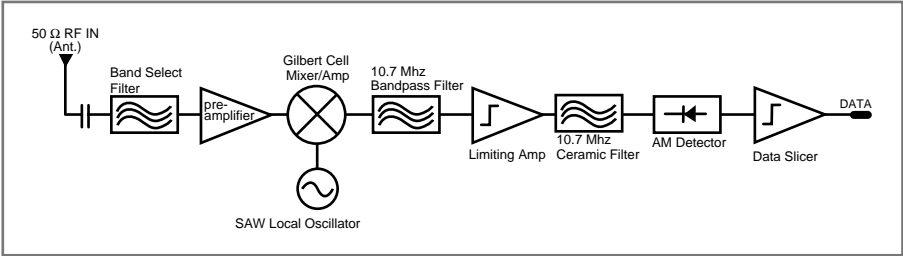 50 Ω RF IN
(Ant.)
Band Select
Filter
pre-
amplifier
Gilbert Cell
Mixer/Amp
SAW Local Oscillator
10.7 Mhz
Bandpass Filter
Limiting Amp
10.7 Mhz
Ceramic Filter
AM Detector
Data Slicer
DATA